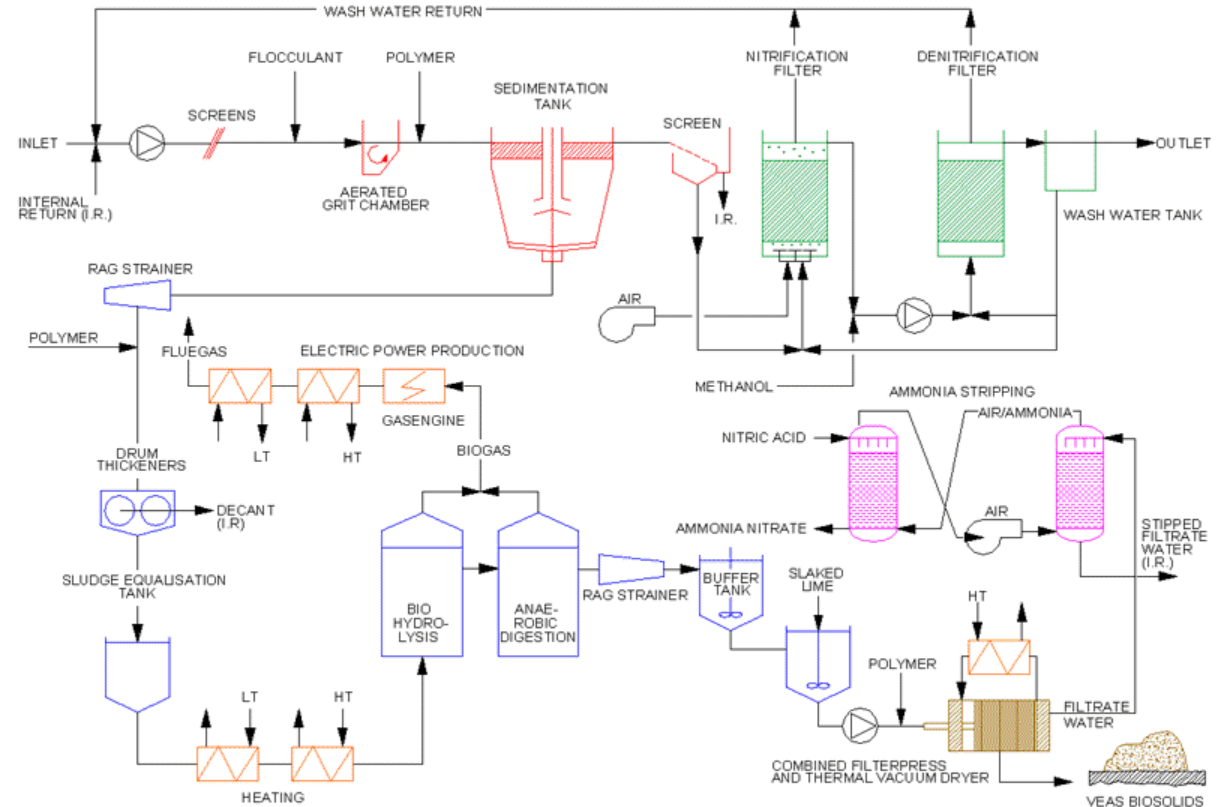 WASH WATER RETURN
FLOCCULANT
POLYMER
NITRIFICATION
FILTER
DENITRIFICATION
FILTER
SEDIMENTATION
TANK
SCREENS
SCREEN
INLET
OUTLET
AERATED
GRIT CHAMBER
INTERNAL
RETURN (I.R.)
I.R.
WASH WATER TANK
RAG STRAINER
AIR
POLYMER
FLUEGAS
ELECTRIC POWER PRODUCTION
METHANOL
GASENGINE
AMMONIA STRIPPING
AIR/AMMONIA
NITRIC ACID
LT
HT
BIOGAS
DRUM
THICKENERS
DECANT
(I.R)
AIR
AMMONIA NITRATE
STIPPED
FILTRATE
WATER
(I.R.)
SLUDGE EQUALISATION
TANK
BIO
HYDRO-
LYSIS
ANAE-
ROBIC
DIGESTION
RAG STRAINER
BUFFER
TANK
SLAKED
LIME
HT
POLYMER
LT
HT
FILTRATE
WATER
HEATING
COMBINED FILTERPRESS
AND THERMAL VACUUM DRYER
VEAS BIOSOLIDS